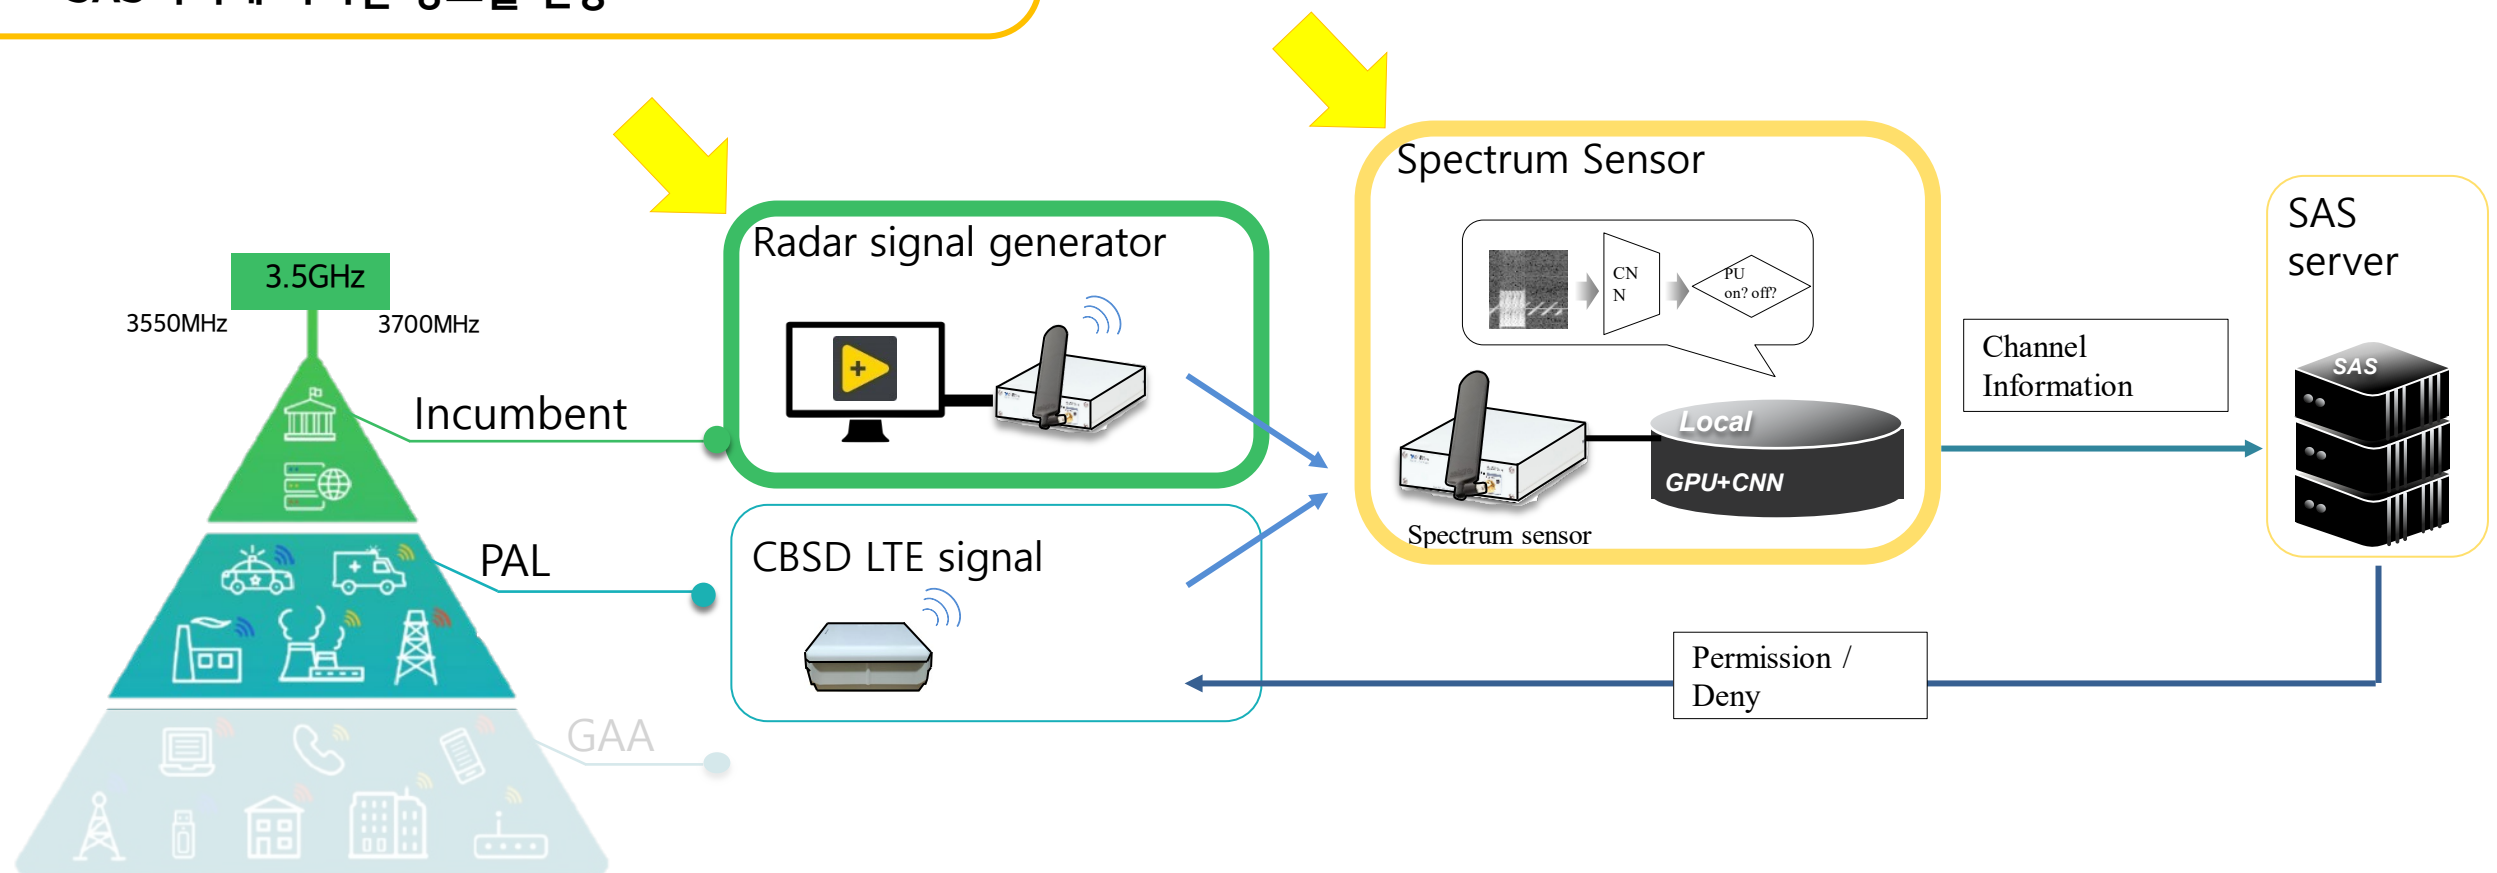 3.5GHz
3550MHz
3700MHz
Incumbent
PAL
GAA
Radar signal generator
CBSD LTE signal
Spectrum Sensor
CN
N
PU
on? off?
Local
GPU+CNN
Spectrum sensor
Channel
Information
SAS
server
SAS
Permission /
Deny